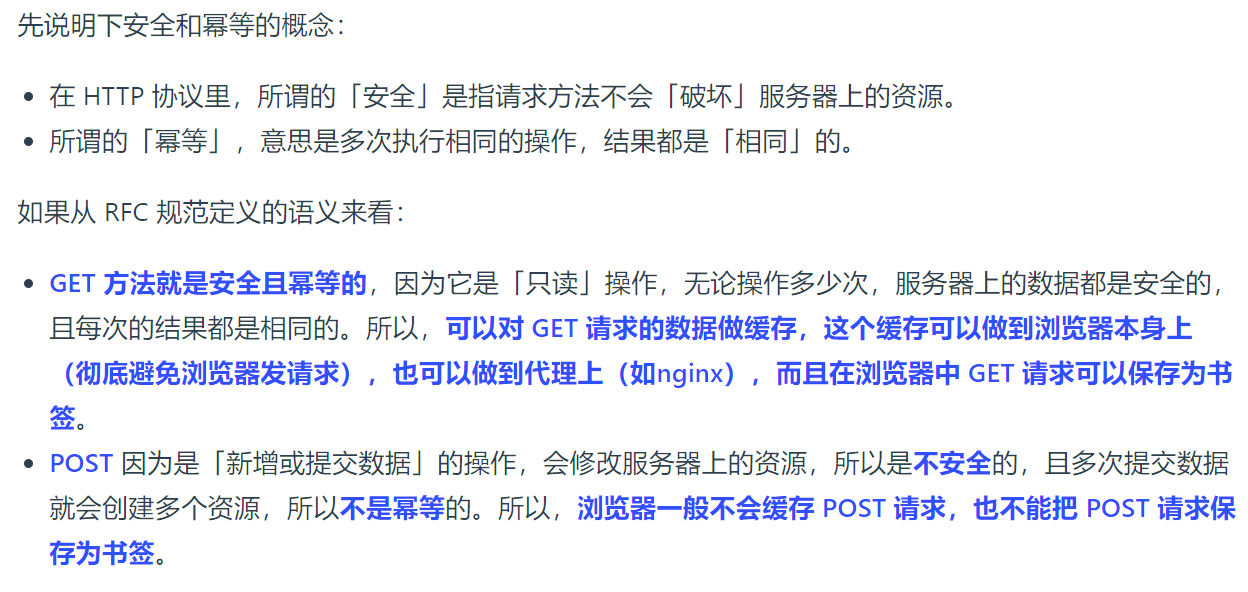 先说明下安全和幂等的概念：
在 HTTP 协议里，所谓的「安全」是指请求方法不会「破坏」服务器上的资源。
所谓的「幂等」，意思是多次执行相同的操作，结果都是「相同」的。
如果从 RFC 规范定义的语义来看：
GET 方法就是安全且幂等的，因为它是「只读」操作，无论操作多少次，服务器上的数据都是安全的，
且每次的结果都是相同的。所以，可以对 GET 请求的数据做缓存，这个缓存可以做到浏览器本身上
（彻底避免浏览器发请求），也可以做到代理上（如nginx），而且在浏览器中 GET 请求可以保存为书
签。
POST 因为是「新增或提交数据」的操作，会修改服务器上的资源，所以是不安全的，且多次提交数据
就会创建多个资源，所以不是幂等的。所以，浏览器一般不会缓存 POST 请求，也不能把 POST 请求保
存为书签。